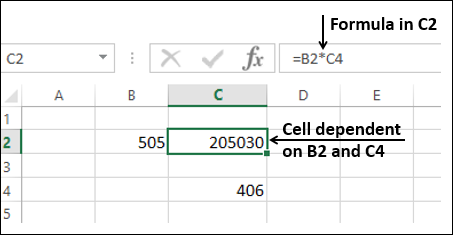 Formula in C2
C2 fx =B2*C4
A B C D E
1
2 505 205030 Cell dependent
on B2 and C4
3
4 406
5